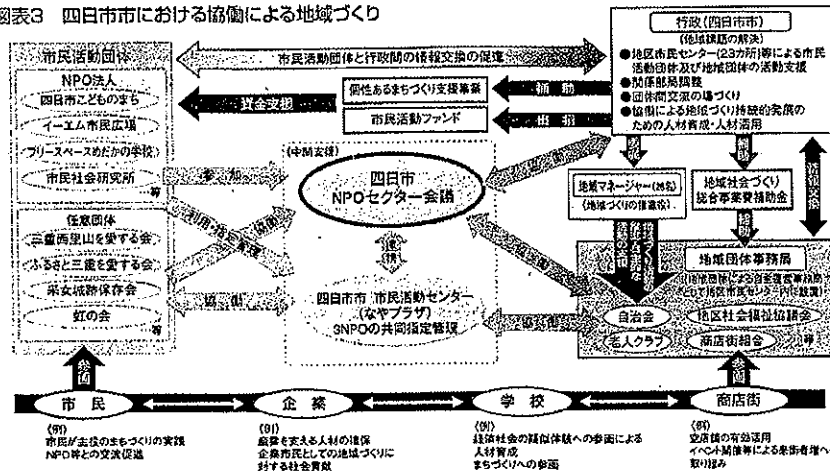 図表3 四日市市における協働による地域づくり
市民活動団体
NPO法人
四日市こどものまち
イーエム市民広場
フリースペースめだかの学校
市民社会研究所
等
任意団体
三重西里山を愛する会
ふるさと三重を愛する会
采女城跡保存会
虹の会
等
市民活動団体と行政間の情報交換の促進
資金支援
個性あるまちづくり支援事業
市民活動ファンド
補助
行政(四日市市)
(地域課題の解決)
●地区市民センター(23カ所)等による市民
活動団体及び地域団体の活動支援
●関係部局調整
●団体間交流の場づくり
●協働による地域づくり持続的発展の
ための人材育成・人材活用
(中間支援)
四日市
NPOセクター会議
連携
四日市市 市民活動センター
(なやプラザ)
3NPOの共同指定管理
参加
協働
協働
協働
地域マネージャー
(地域づくりの推進役)
地域社会づくり
総合事業費補助金
地域団体事務局
自治会
地区社会福祉協議会
老人クラブ
商店街組合
等
参画
参画
市民
企業
学校
商店街
(例)
市民が主役のまちづくりの実践
NPO等との交流促進
(例)
産業を支える人材の確保
企業市民としての地域づくりに
対する社会貢献
(例)
経済社会の疑似体験への参画による
人材育成
まちづくりへの参画
(例)
空店舗の有効活用
イベント開催等による来街者増への
取り組み